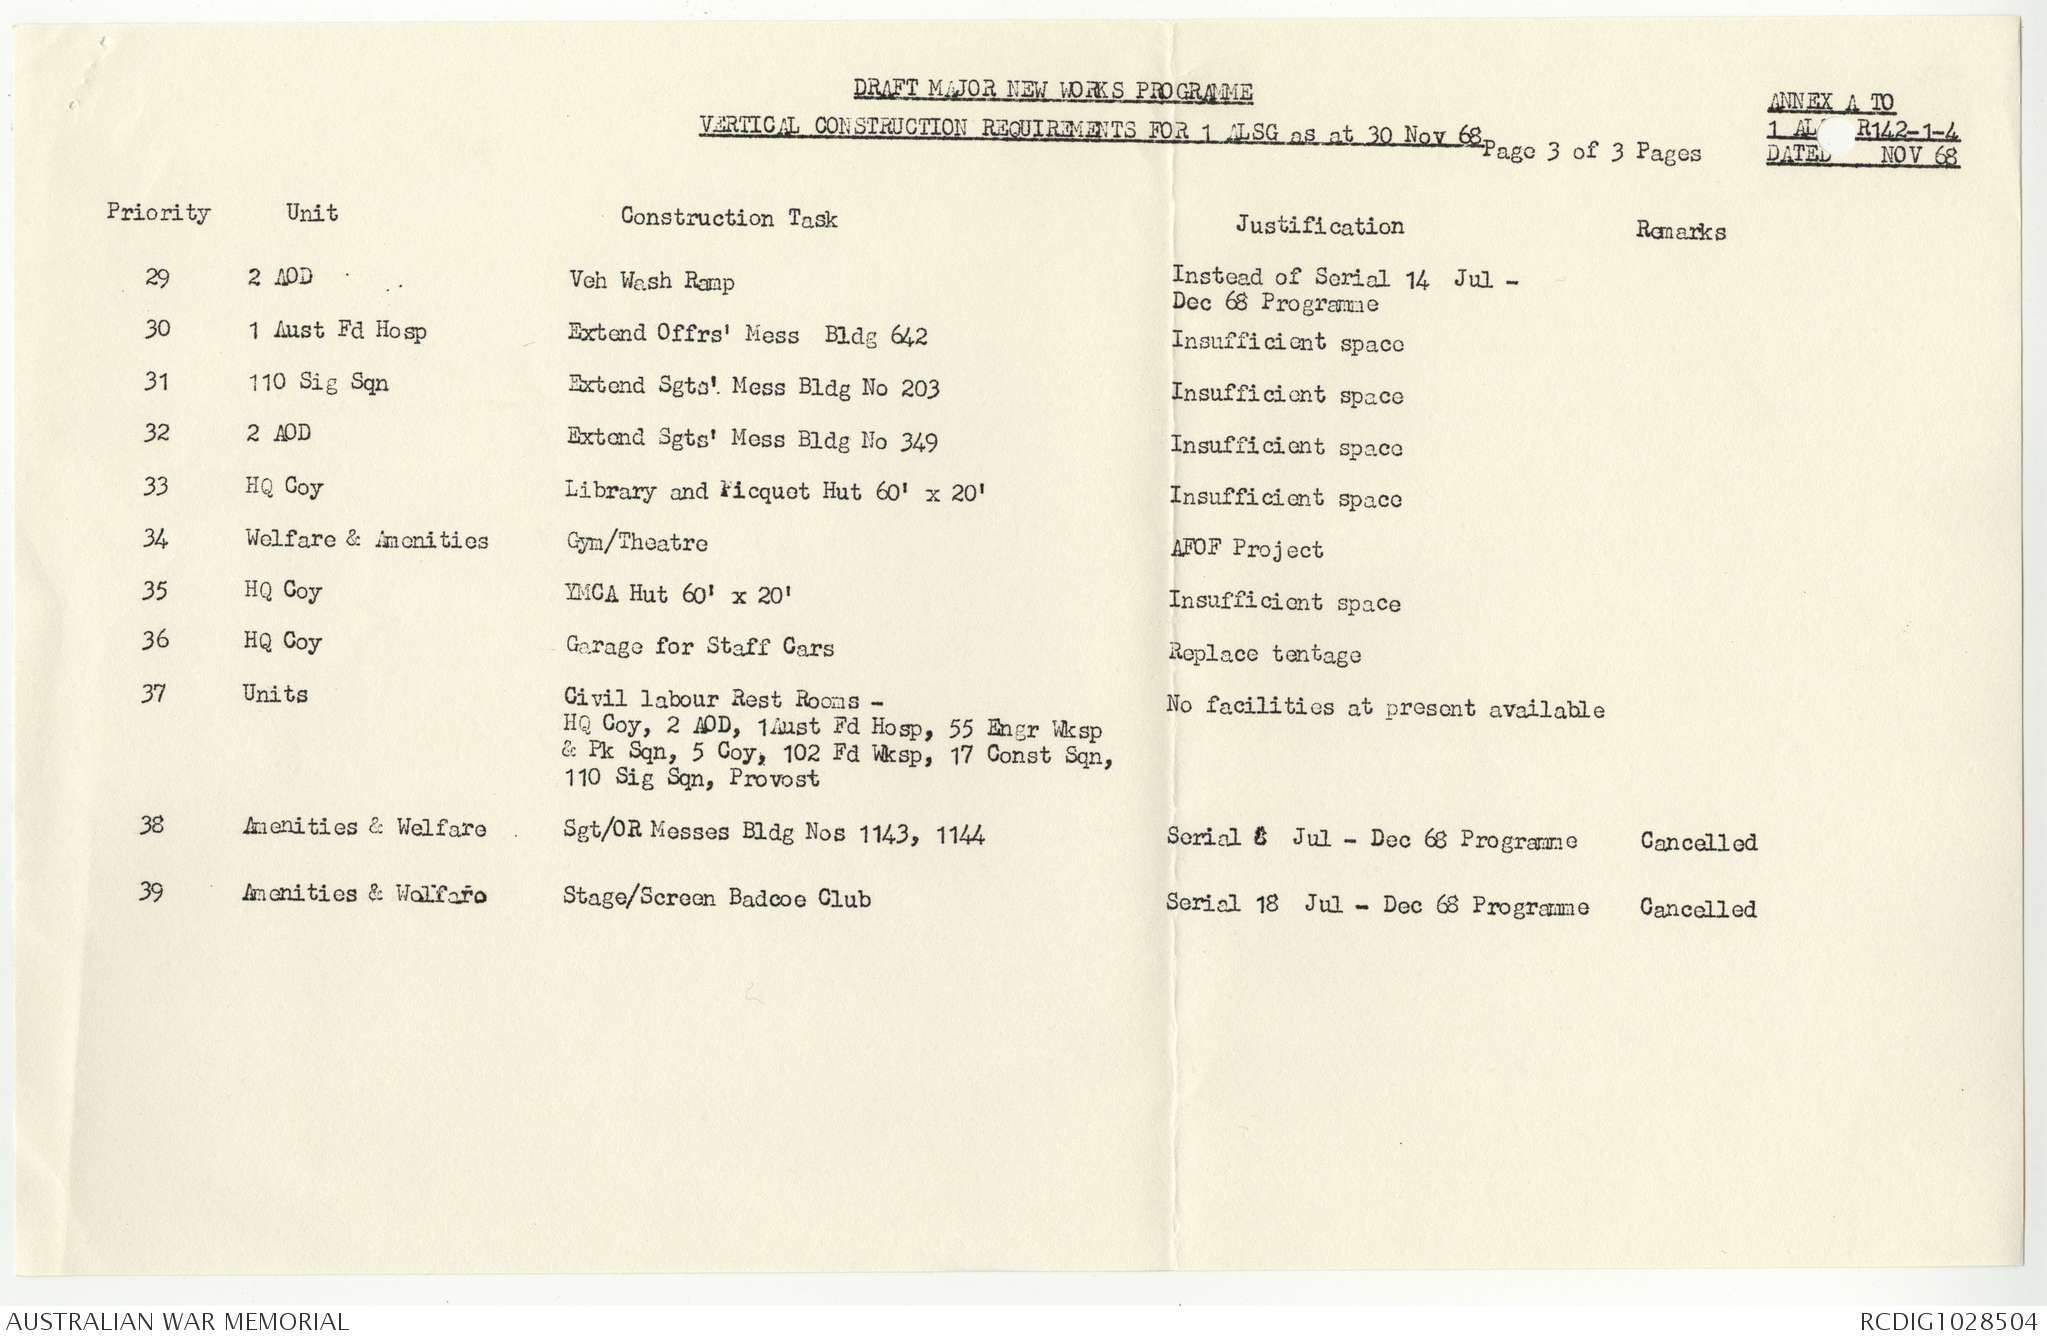 DRAFT MAJOR NEW WORKS PROGRAMME
VERTICAL CONSTRUCTION REQUIREMENTS FOR 1 ALSG as at 30 Nov 68
Page 3 of 3 Pages
ANNEX A TO
1 R142-1-4
DATED NOV 68
Priority Unit Construction Task Justification Remarks
29 2 AOD Veh Wash Ramp Instead of Serial 14 Jul -
Dec 68 Programme
30 1 Aust Fd Hosp Extend Offrs' Mess Bldg 642 Insufficient space
31 110 Sig Sqn Extend Sgts'. Mess Bldg No 203 Insufficient space
32 2 AOD Extend Sgts' Mess Bldg No 349 Insufficient space
33 HQ Coy Library and Picquet Hut 60' x 20' Insufficient space
34 Welfare & Amenities Gym/Theatre AFOF Project
35 HQ Coy YMCA Hut 60' x 20' Insufficient space
36 HQ Coy Garage for Staff Cars Replace tentage
37 Units Civil labour Rest Rooms - No facilities at present available
HQ Coy, 2 AOD, 1Aust Fd Hosp, 55 Engr Wksp
& Pk Sqn, 5 Coy, 102 Fd Wksp, 17 Const Sqn,
110 Sig Sqn, Provost
38 Amenities & Welfare Sgt/OR Messes Bldg Nos 1143, 1144 Serial 8 Jul - Dec 68 Programme Cancelled
39 Amenities & Welfare Stage/Screen Badcoe Club Serial 18 Jul - Dec 68 Programme Cancelled
AUSTRALIAN WAR MEMORIAL
RCDIG1028504